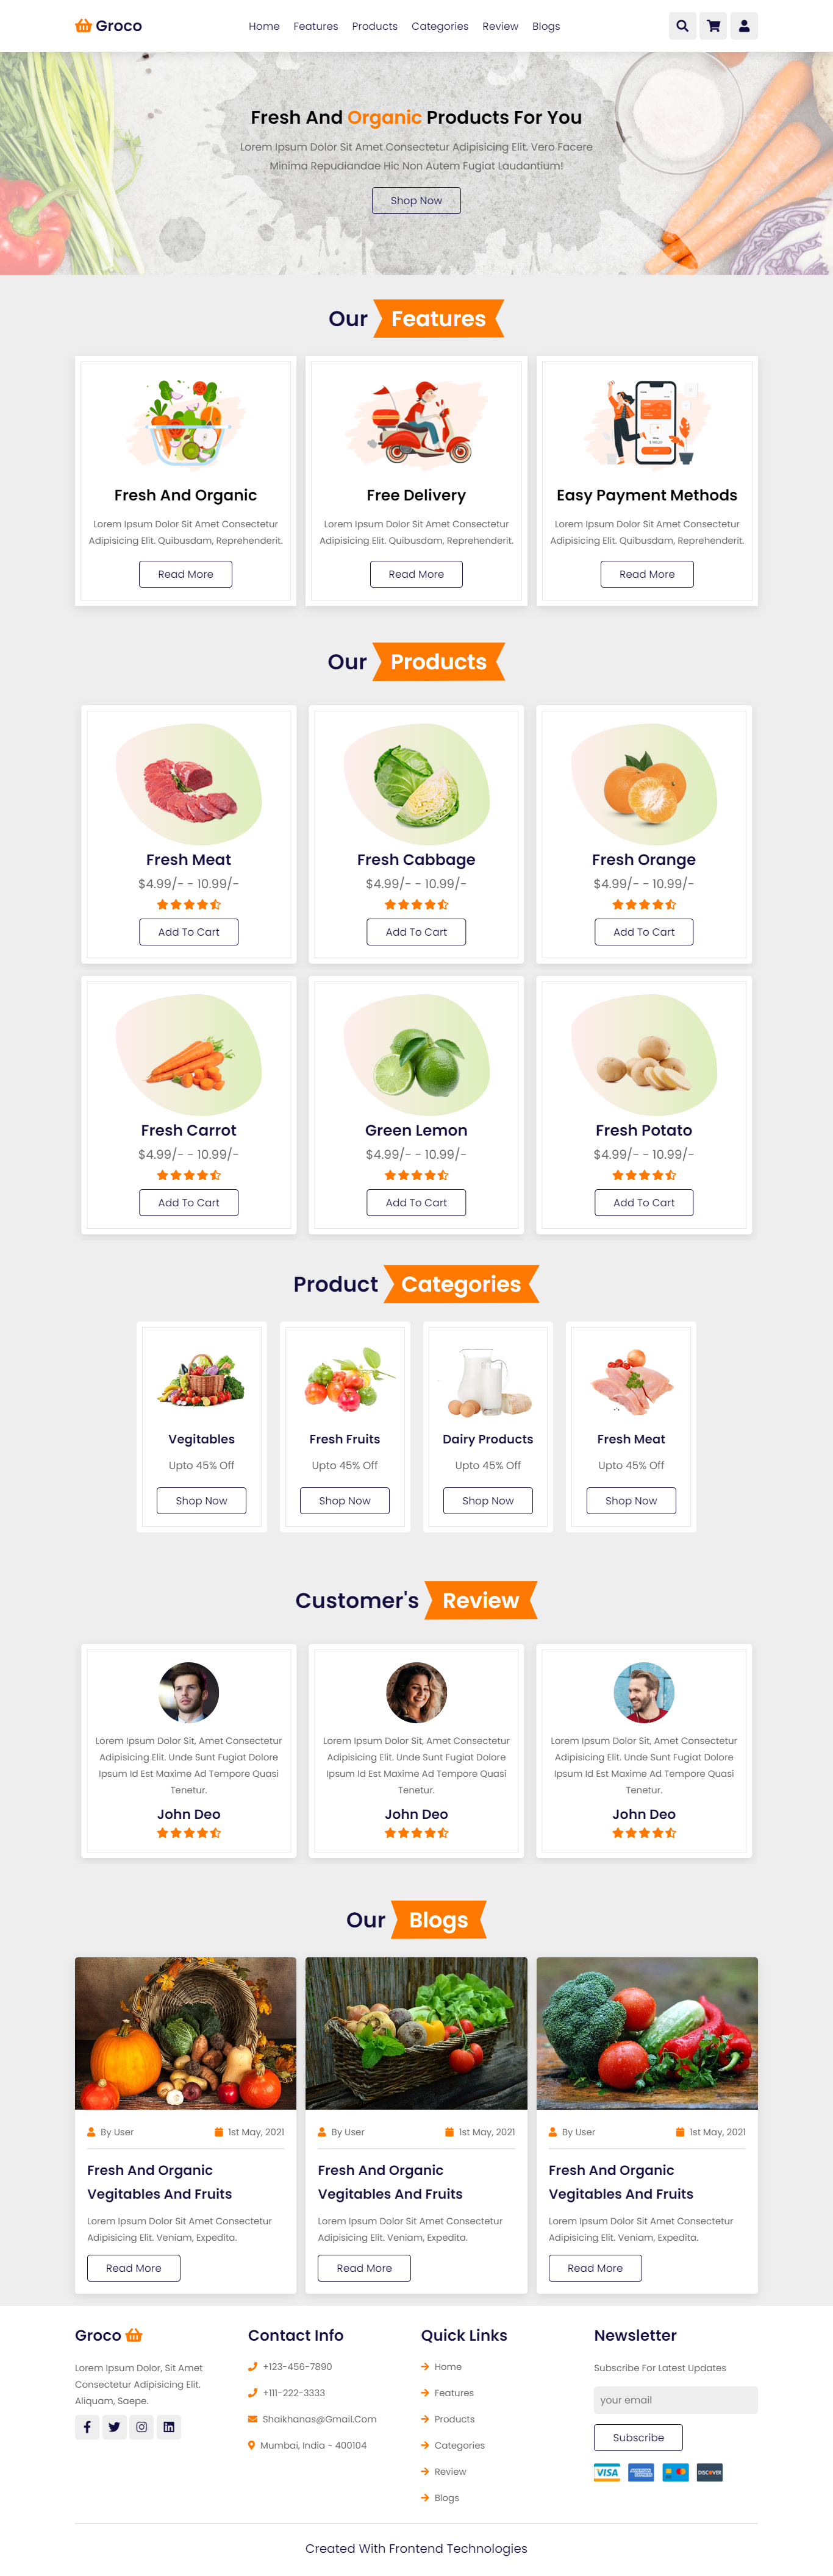 Groco
Home Features Products Categories Review Blogs
Fresh And Organic Products For You
Lorem Ipsum Dolor Sit Amet Consectetur Adipisicing Elit. Vero Facere
Minima Repudiandae Hic Non Autem Fugiat Laudantium!
Shop Now
Our Features
Fresh And Organic
Lorem Ipsum Dolor Sit Amet Consectetur
Adipisicing Elit. Quibusdam, Reprehenderit.
Read More
Free Delivery
Lorem Ipsum Dolor Sit Amet Consectetur
Adipisicing Elit. Quibusdam, Reprehenderit.
Read More
Easy Payment Methods
Lorem Ipsum Dolor Sit Amet Consectetur
Adipisicing Elit. Quibusdam, Reprehenderit.
Read More
Our Products
Fresh Meat
$4.99/- - 10.99/-
Add To Cart
Fresh Cabbage
$4.99/- - 10.99/-
Add To Cart
Fresh Orange
$4.99/- - 10.99/-
Add To Cart
Fresh Carrot
$4.99/- - 10.99/-
Add To Cart
Green Lemon
$4.99/- - 10.99/-
Add To Cart
Fresh Potato
$4.99/- - 10.99/-
Add To Cart
Product Categories
Vegitables
Upto 45% Off
Shop Now
Fresh Fruits
Upto 45% Off
Shop Now
Dairy Products
Upto 45% Off
Shop Now
Fresh Meat
Upto 45% Off
Shop Now
Customer's Review
Lorem Ipsum Dolor Sit, Amet Consectetur
Adipisicing Elit. Unde Sunt Fugiat Dolore
Ipsum Id Est Maxime Ad Tempore Quasi
Tenetur.
John Deo
Lorem Ipsum Dolor Sit, Amet Consectetur
Adipisicing Elit. Unde Sunt Fugiat Dolore
Ipsum Id Est Maxime Ad Tempore Quasi
Tenetur.
John Deo
Lorem Ipsum Dolor Sit, Amet Consectetur
Adipisicing Elit. Unde Sunt Fugiat Dolore
Ipsum Id Est Maxime Ad Tempore Quasi
Tenetur.
John Deo
Our Blogs
By User 1st May, 2021
Fresh And Organic
Vegitables And Fruits
Lorem Ipsum Dolor Sit Amet Consectetur
Adipisicing Elit. Veniam, Expedita.
Read More
By User 1st May, 2021
Fresh And Organic
Vegitables And Fruits
Lorem Ipsum Dolor Sit Amet Consectetur
Adipisicing Elit. Veniam, Expedita.
Read More
By User 1st May, 2021
Fresh And Organic
Vegitables And Fruits
Lorem Ipsum Dolor Sit Amet Consectetur
Adipisicing Elit. Veniam, Expedita.
Read More
Groco
Lorem Ipsum Dolor, Sit Amet
Consectetur Adipisicing Elit.
Aliquam, Saepe.
Contact Info
+123-456-7890
+111-222-3333
Shaikhanas@Gmail.Com
Mumbai, India - 400104
Quick Links
Home
Features
Products
Categories
Review
Blogs
Newsletter
Subscribe For Latest Updates
your email
Subscribe
VISA
DISCOVER
Created With Frontend Technologies